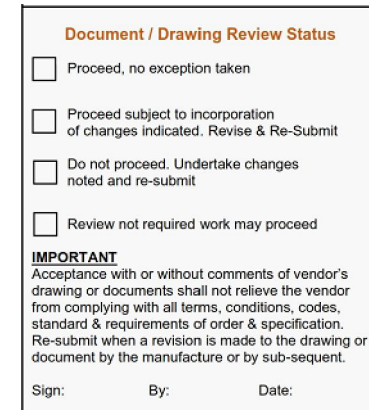 Document / Drawing Review Status
Proceed, no exception taken
Proceed subject to incorporation
of changes indicated. Revise & Re-Submit
Do not proceed. Undertake changes
noted and re-submit
Review not required work may proceed
IMPORTANT
Acceptance with or without comments of vendor's
drawing or documents shall not relieve the vendor
from complying with all terms, conditions, codes,
standard & requirements of order & specification.
Re-submit when a revision is made to the drawing or
document by the manufacture or by sub-sequent.
Sign: By: Date: